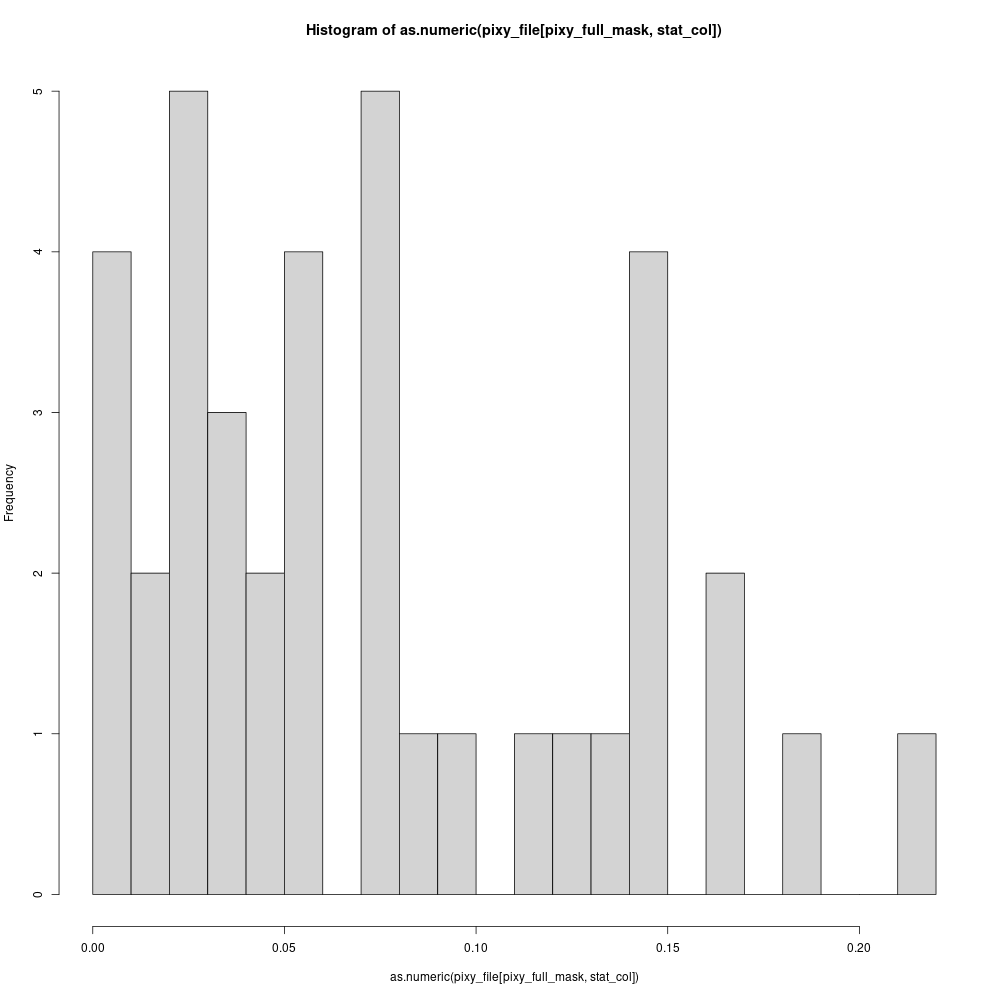 Histogram of as.numeric(pixy_file[pixy_full_mask, stat_col])
Frequency
5
4
3
2
1
0
0.00 0.05 0.10 0.15 0.20
as.numeric(pixy_file[pixy_full_mask, stat_col])